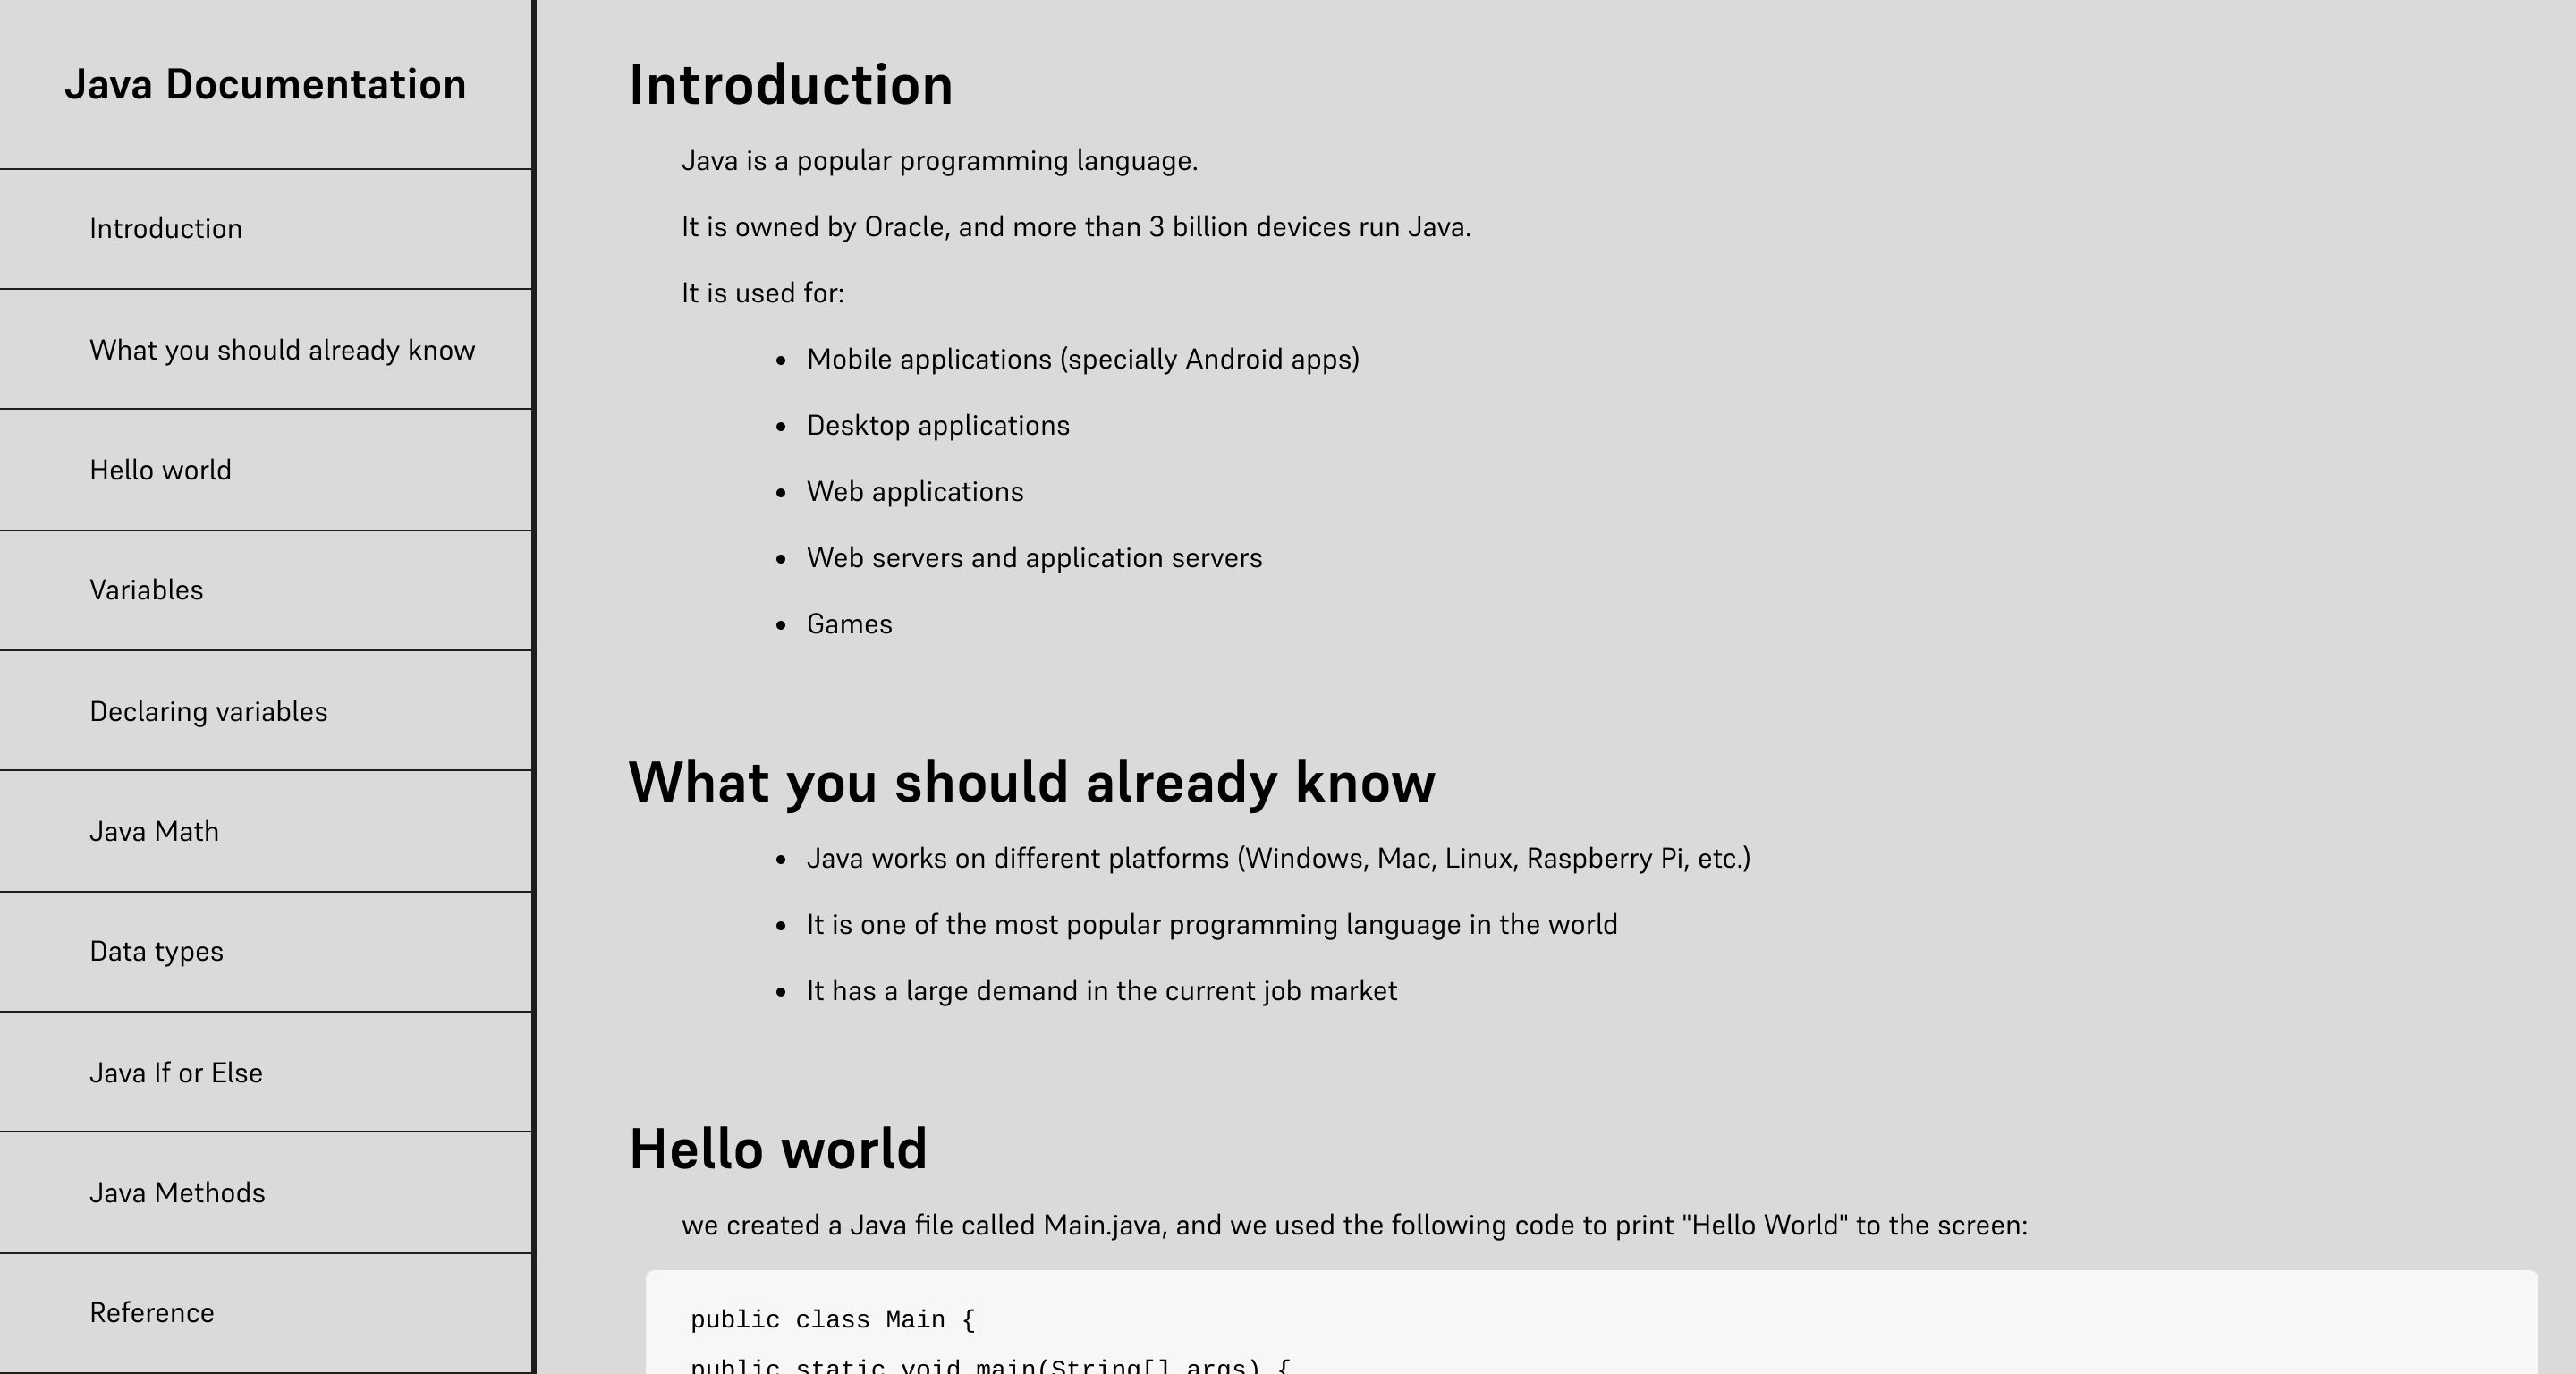 Java Documentation
Introduction
What you should already know
Hello world
Variables
Declaring variables
Java Math
Data types
Java If or Else
Java Methods
Reference
Introduction
Java is a popular programming language.
It is owned by Oracle, and more than 3 billion devices run Java.
It is used for:
• Mobile applications (specially Android apps)
• Desktop applications
• Web applications
• Web servers and application servers
• Games
What you should already know
• Java works on different platforms (Windows, Mac, Linux, Raspberry Pi, etc.)
• It is one of the most popular programming language in the world
• It has a large demand in the current job market
Hello world
we created a Java file called Main.java, and we used the following code to print "Hello World" to the screen:
public class Main {
public static void main(String[] args) {